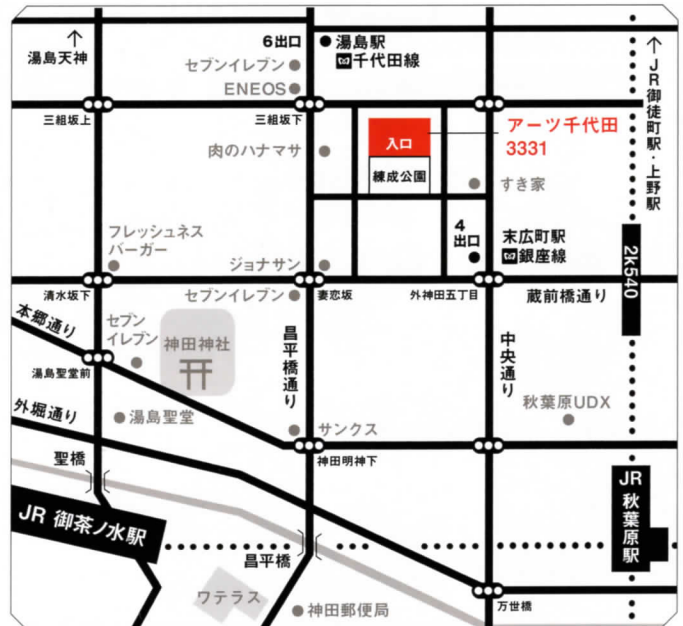 ↑
湯島天神
6出口
湯島駅
千代田線
セブンイレブン
ENEOS
↑JR御徒町駅・上野駅
三組坂上
三組坂下
肉のハナマサ
入口
練成公園
アーツ千代田
3331
すき家
フレッシュネス
バーガー
ジョナサン
4
出口
末広町駅
銀座線
2k540
清水坂下
セブンイレブン
妻恋坂
外神田五丁目
蔵前橋通り
本郷通り
セブン
イレブン
神田神社
昌平橋通り
中央通り
湯島聖堂前
秋葉原UDX
外堀通り
湯島聖堂
サンクス
神田明神下
聖橋
JR 御茶ノ水駅
JR 秋葉原駅
昌平橋
ワテラス
神田郵便局
万世橋